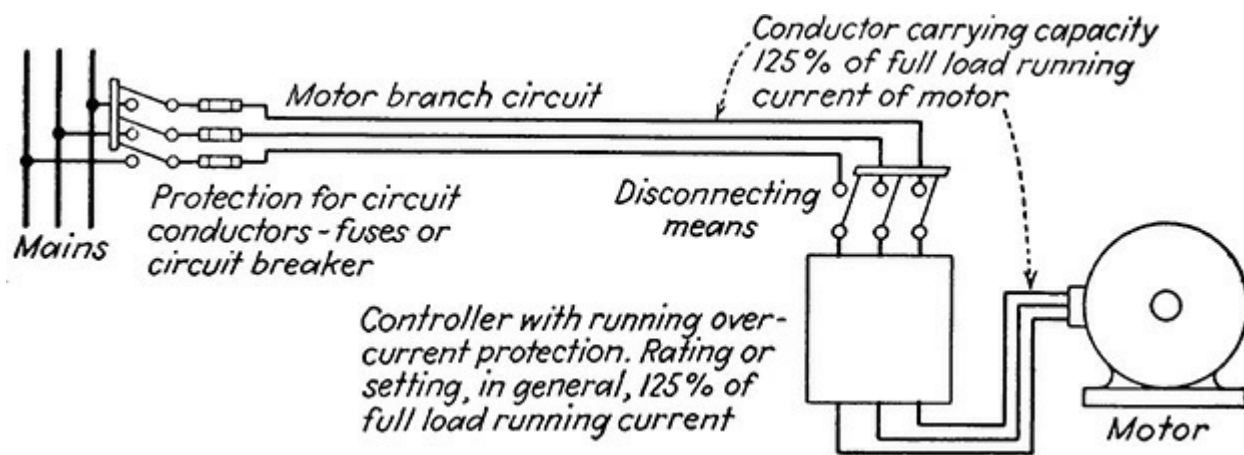 Conductor carrying capacity
125% of full load running
current of motor
Motor branch circuit
Mains
Protection for circuit
conductors - fuses or
circuit breaker
Disconnecting
means
Controller with running over-
current protection. Rating or
setting, in general, 125% of
full load running current
Motor